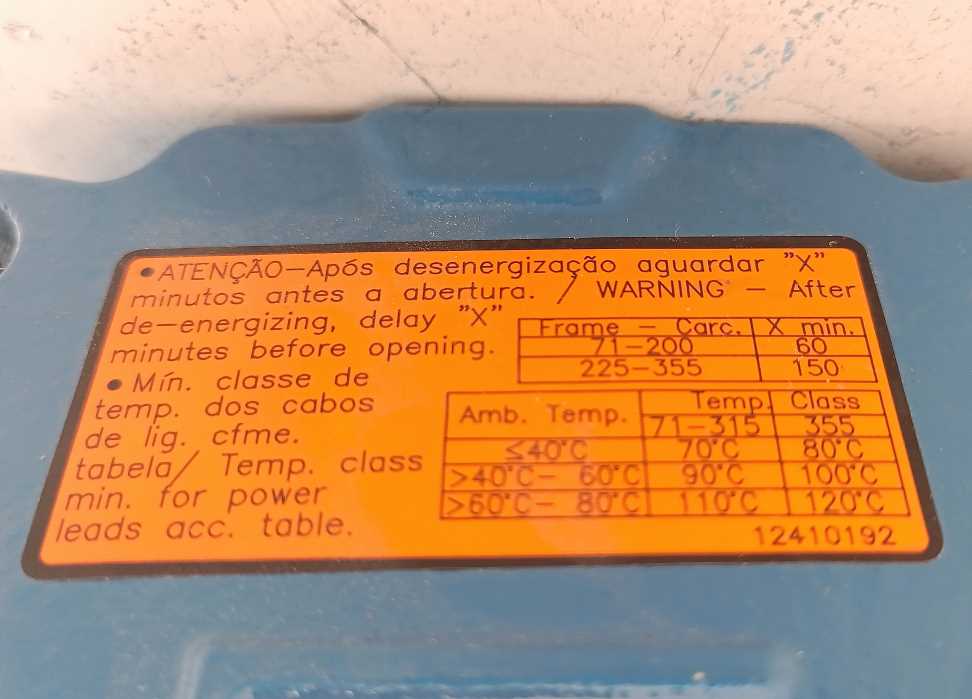 • ATENÇÃO—Após desenergização aguardar "X"
minutos antes a abertura. / WARNING — After
de—energizing, delay "X"
minutes before opening.
Frame — Carc. X min.
71—200 60
225—355 150
• Mín. classe de
temp. dos cabos
de lig. cfme.
tabela/ Temp. class
min. for power
leads acc. table.
Amb. Temp. Temp. Class
71—315 355
≤40°C 70°C 80°C
>40°C— 60°C 90°C 100°C
>60°C— 80°C 110°C 120°C
12410192